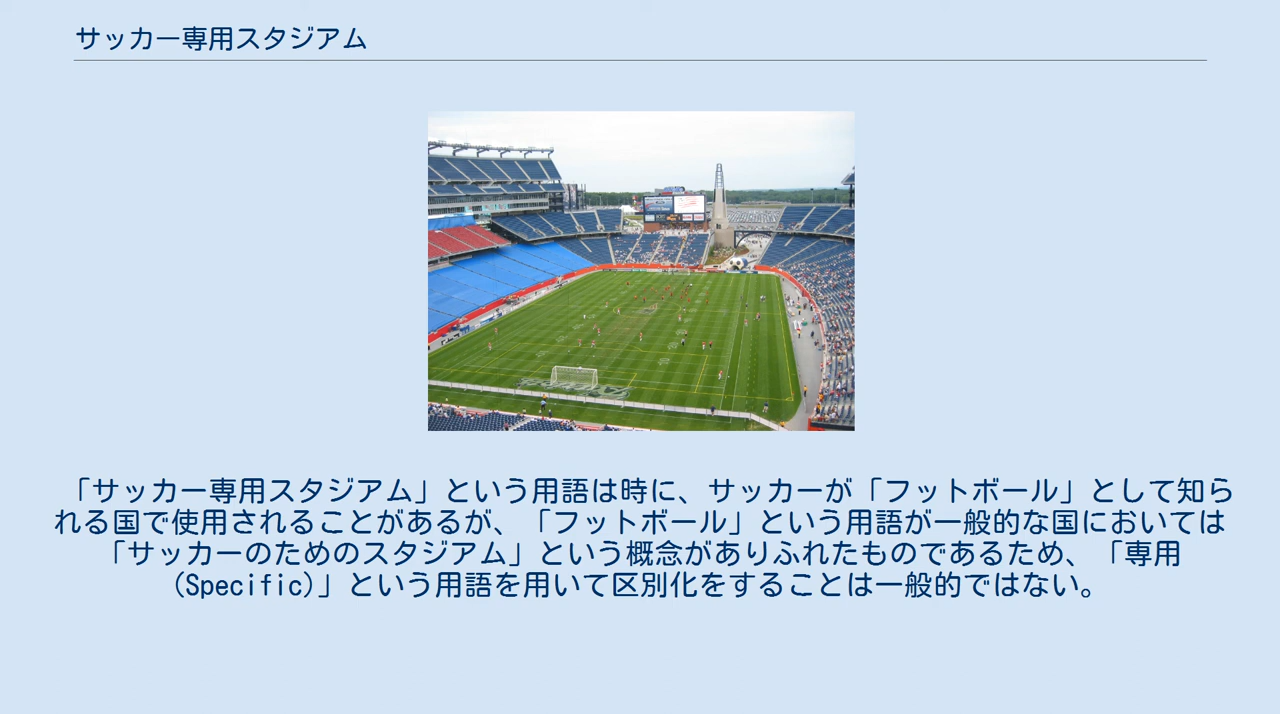 サッカー専用スタジアム
「サッカー専用スタジアム」という用語は時に、サッカーが「フットボール」として知ら
れる国で使用されることがあるが、「フットボール」という用語が一般的な国においては
「サッカーのためのスタジアム」という概念がありふれたものであるため、「専用
(Specific)」という用語を用いて区別化をすることは一般的ではない。